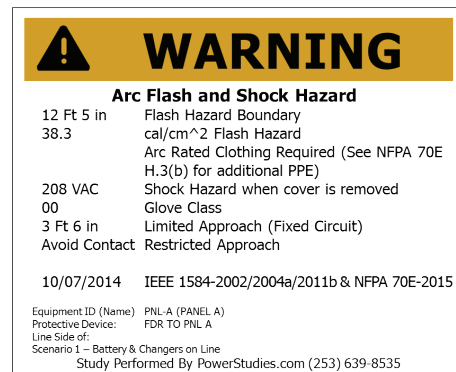 WARNING
Arc Flash and Shock Hazard
12 Ft 5 in Flash Hazard Boundary
38.3 cal/cm^2 Flash Hazard
Arc Rated Clothing Required (See NFPA 70E
H.3(b) for additional PPE)
208 VAC Shock Hazard when cover is removed
00 Glove Class
3 Ft 6 in Limited Approach (Fixed Circuit)
Avoid Contact Restricted Approach
10/07/2014 IEEE 1584-2002/2004a/2011b & NFPA 70E-2015
Equipment ID (Name) PNL-A (PANEL A)
Protective Device: FDR TO PNL A
Line Side of:
Scenario 1 – Battery & Changers on Line
Study Performed By PowerStudies.com (253) 639-8535